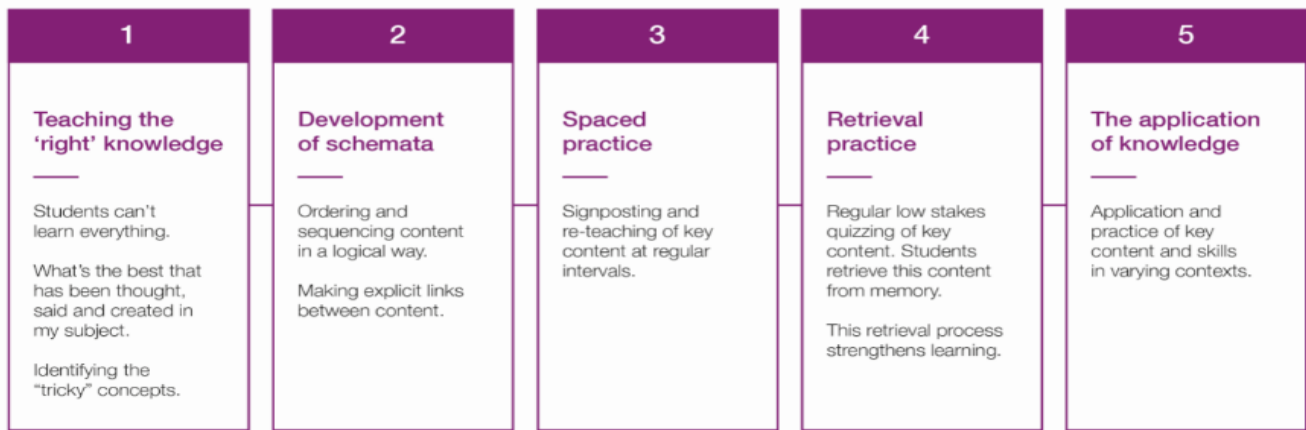 1
Teaching the
‘right’ knowledge
Students can’t
learn everything.
What’s the best that
has been thought,
said and created in
my subject.
Identifying the
“tricky” concepts.
2
Development
of schemata
Ordering and
sequencing content
in a logical way.
Making explicit links
between content.
3
Spaced
practice
Signposting and
re-teaching of key
content at regular
intervals.
4
Retrieval
practice
Regular low stakes
quizzing of key
content. Students
retrieve this content
from memory.
This retrieval process
strengthens learning.
5
The application
of knowledge
Application and
practice of key
content and skills
in varying contexts.